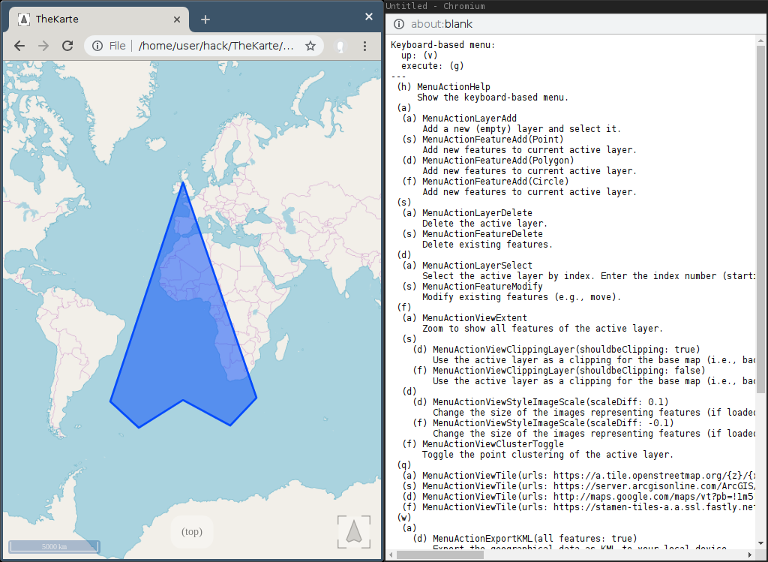 TheKarte
File
/home/user/hack/TheKarte/...
(top)
5000 km
Untitled - Chromium
about:blank
Keyboard-based menu:
up: (v)
execute: (g)
---
(h) MenuActionHelp
Show the keyboard-based menu.
(a)
(a) MenuActionLayerAdd
Add a new (empty) layer and select it.
(s) MenuActionFeatureAdd(Point)
Add new features to current active layer.
(d) MenuActionFeatureAdd(Polygon)
Add new features to current active layer.
(f) MenuActionFeatureAdd(Circle)
Add new features to current active layer.
(s)
(a) MenuActionLayerDelete
Delete the active layer.
(s) MenuActionFeatureDelete
Delete existing features.
(d)
(a) MenuActionLayerSelect
Select the active layer by index. Enter the index number (start
(s) MenuActionFeatureModify
Modify existing features (e.g., move).
(f)
(a) MenuActionViewExtent
Zoom to show all features of the active layer.
(s)
(d) MenuActionViewClippingLayer(shouldbeClipping: true)
Use the active layer as a clipping for the base map (i.e., ba
(f) MenuActionViewClippingLayer(shouldbeClipping: false)
Use the active layer as a clipping for the base map (i.e., ba
(d)
(d) MenuActionViewStyleImageScale(scaleDiff: 0.1)
Change the size of the images representing features (if loade
(f) MenuActionViewStyleImageScale(scaleDiff: -0.1)
Change the size of the images representing features (if loade
(f) MenuActionViewClusterToggle
Toggle the point clustering of the active layer.
(q)
(a) MenuActionViewTile(urls: https://a.tile.openstreetmap.org/{z}/{
(s) MenuActionViewTile(urls: https://server.arcgisonline.com/ArcGIS/
(d) MenuActionViewTile(urls: http://maps.google.com/maps/vt?pb=!1m5
(f) MenuActionViewTile(urls: https://stamen-tiles-a.a.ssl.fastly.ne
(w)
(a)
(d) MenuActionExportKML(all features: true)
Export the geographical data as KML to your local device